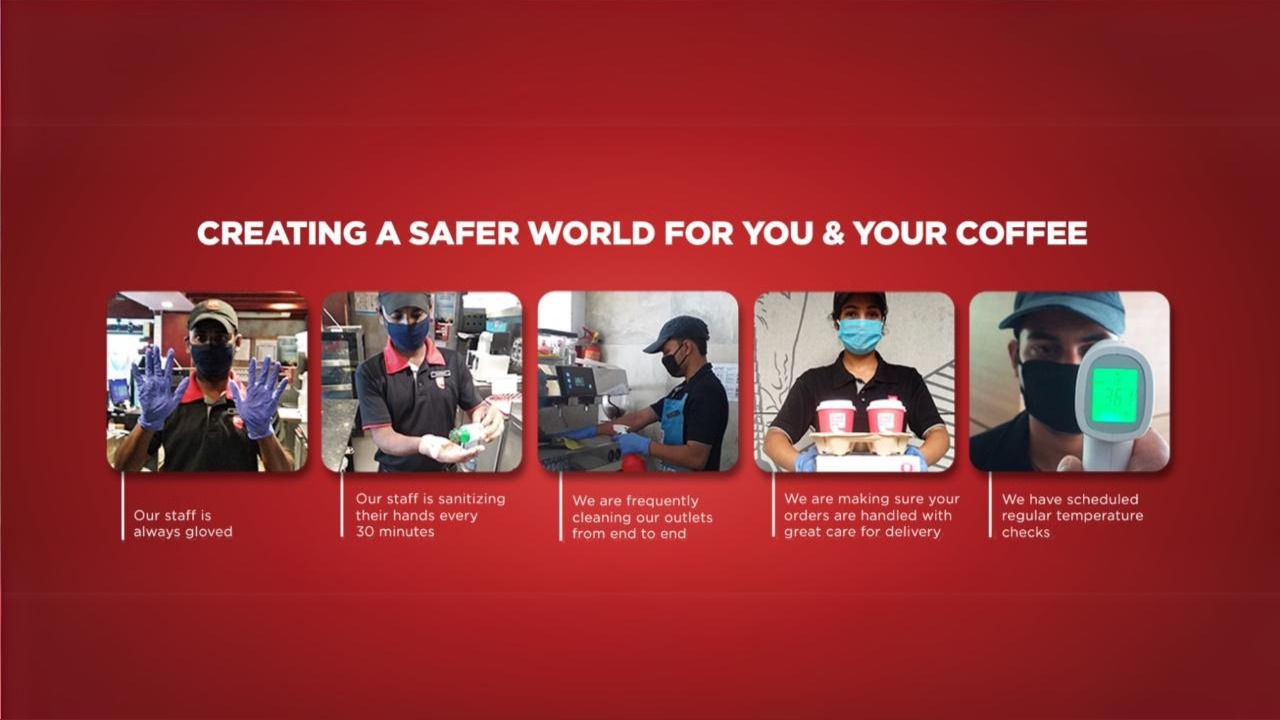 CREATING A SAFER WORLD FOR YOU & YOUR COFFEE
Our staff is
always gloved
Our staff is sanitizing
their hands every
30 minutes
We are frequently
cleaning our outlets
from end to end
We are making sure your
orders are handled with
great care for delivery
We have scheduled
regular temperature
checks